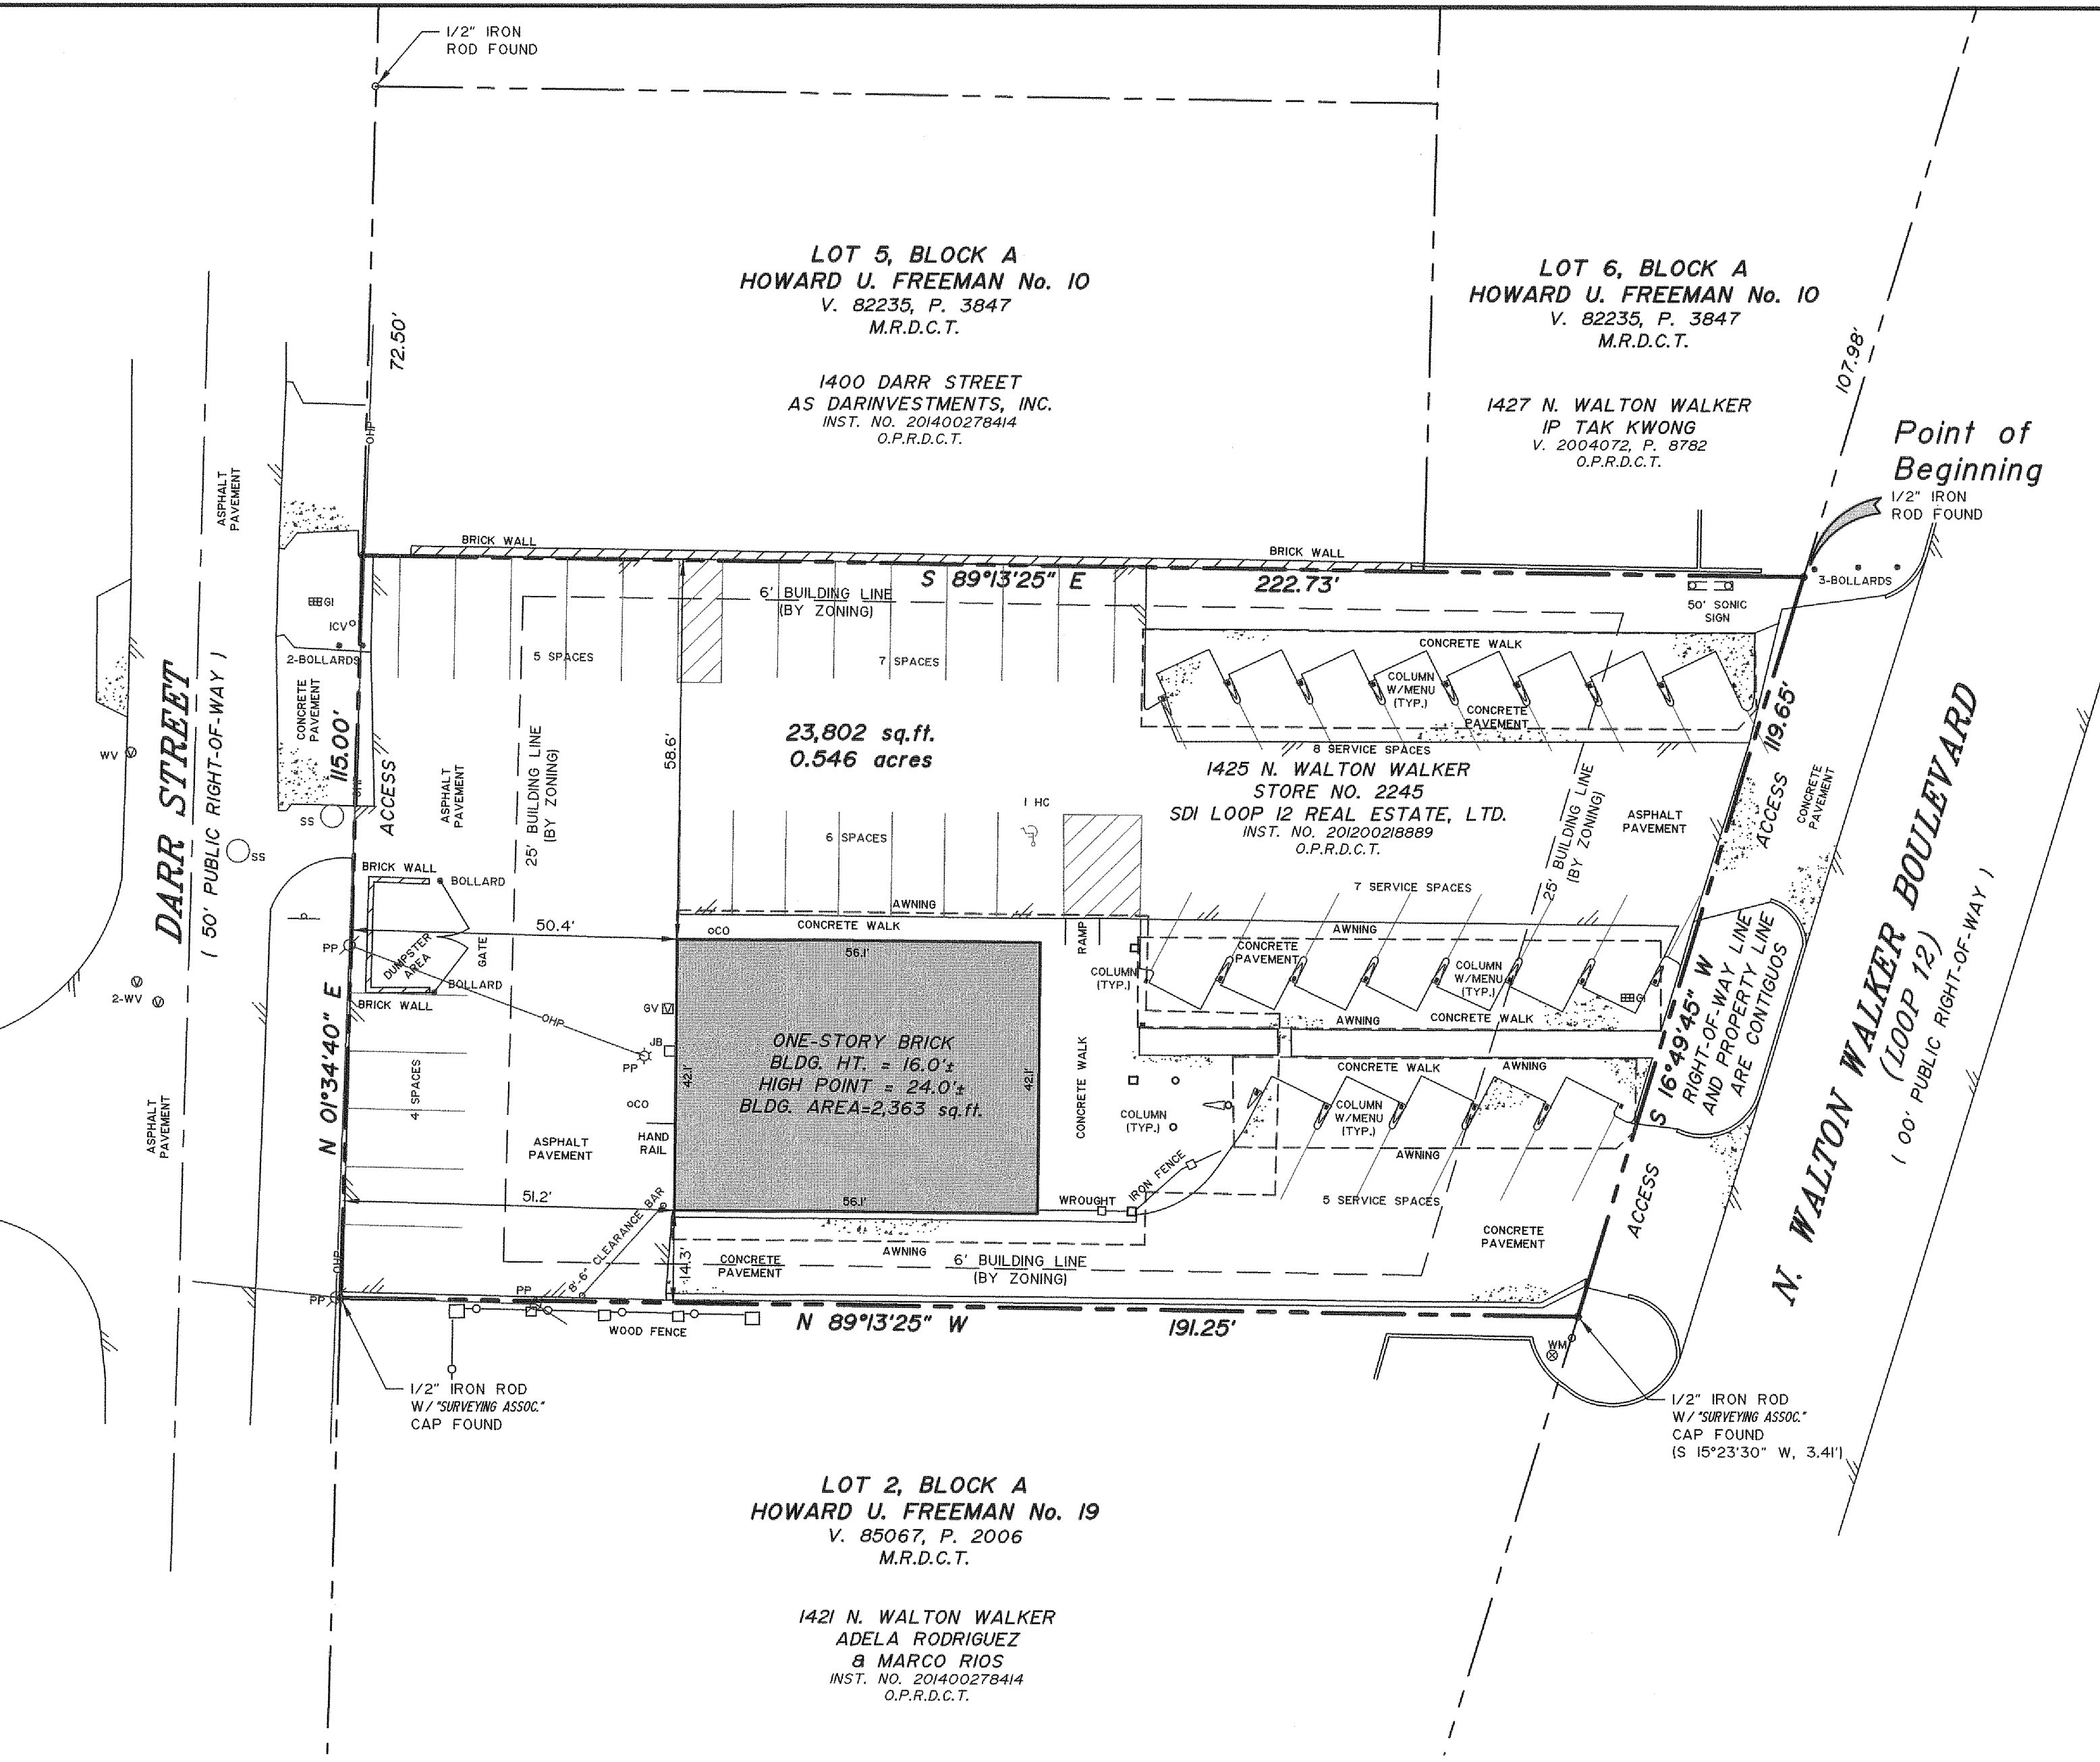 1/2" IRON
ROD FOUND
72.50'
LOT 5, BLOCK A
HOWARD U. FREEMAN No. 10
V. 82235, P. 3847
M.R.D.C.T.
1400 DARR STREET
AS DARINVESTMENTS, INC.
INST. NO. 201400278414
O.P.R.D.C.T.
LOT 6, BLOCK A
HOWARD U. FREEMAN No. 10
V. 82235, P. 3847
M.R.D.C.T.
1427 N. WALTON WALKER
IP TAK KWONG
V. 2004072, P. 8782
O.P.R.D.C.T.
107.98'
Point of
Beginning
1/2" IRON
ROD FOUND
OHP
ASPHALT
PAVEMENT
BRICK WALL
BRICK WALL
S 89°13'25" E
222.73'
3-BOLLARDS
50' SONIC
SIGN
6' BUILDING LINE
(BY ZONING)
GI
ICV
2-BOLLARDS
5 SPACES
7 SPACES
CONCRETE WALK
COLUMN
W/MENU
(TYP.)
CONCRETE
PAVEMENT
8 SERVICE SPACES
DARR STREET
( 50' PUBLIC RIGHT-OF-WAY )
CONCRETE
PAVEMENT
115.00'
OHP
ACCESS
ASPHALT
PAVEMENT
25' BUILDING LINE
(BY ZONING)
58.6'
23,802 sq.ft.
0.546 acres
1425 N. WALTON WALKER
STORE NO. 2245
SDI LOOP 12 REAL ESTATE, LTD.
INST. NO. 201200218889
O.P.R.D.C.T.
25' BUILDING LINE
(BY ZONING)
ASPHALT
PAVEMENT
119.65'
ACCESS
CONCRETE
PAVEMENT
WV
SS
SS
1 HC
6 SPACES
BRICK WALL
BOLLARD
DUMPSTER
AREA
GATE
BOLLARD
BRICK WALL
PP
2-WV
50.4'
AWNING
CONCRETE WALK
OCO
RAMP
7 SERVICE SPACES
AWNING
CONCRETE
PAVEMENT
COLUMN
(TYP.)
COLUMN
W/MENU
(TYP.)
GI
AWNING
CONCRETE WALK
56.1'
GV
JB
OHP
PP
42.1'
ONE-STORY BRICK
BLDG. HT. = 16.0'±
HIGH POINT = 24.0'±
BLDG. AREA=2,363 sq.ft.
42.1'
56.1'
CONCRETE WALK
COLUMN
(TYP.)
CONCRETE WALK
AWNING
COLUMN
W/MENU
(TYP.)
AWNING
5 SERVICE SPACES
S 16°49'45" W
RIGHT-OF-WAY LINE
AND PROPERTY LINE
ARE CONTIGUOS
N. WALTON WALKER BOULEVARD
(LOOP 12)
( 00' PUBLIC RIGHT-OF-WAY )
N 01°34'40" E
4 SPACES
OCO
HAND
RAIL
ASPHALT
PAVEMENT
ASPHALT
PAVEMENT
51.2'
8'-6" CLEARANCE BAR
WROUGHT
IRON FENCE
CONCRETE
PAVEMENT
ACCESS
OHP
14.3'
CONCRETE
PAVEMENT
AWNING
6' BUILDING LINE
(BY ZONING)
PP
PP
WOOD FENCE
N 89°13'25" W
191.25'
WM
1/2" IRON ROD
W/ "SURVEYING ASSOC."
CAP FOUND
1/2" IRON ROD
W/ "SURVEYING ASSOC."
CAP FOUND
(S 15°23'30" W, 3.41')
LOT 2, BLOCK A
HOWARD U. FREEMAN No. 19
V. 85067, P. 2006
M.R.D.C.T.
1421 N. WALTON WALKER
ADELA RODRIGUEZ
& MARCO RIOS
INST. NO. 201400278414
O.P.R.D.C.T.